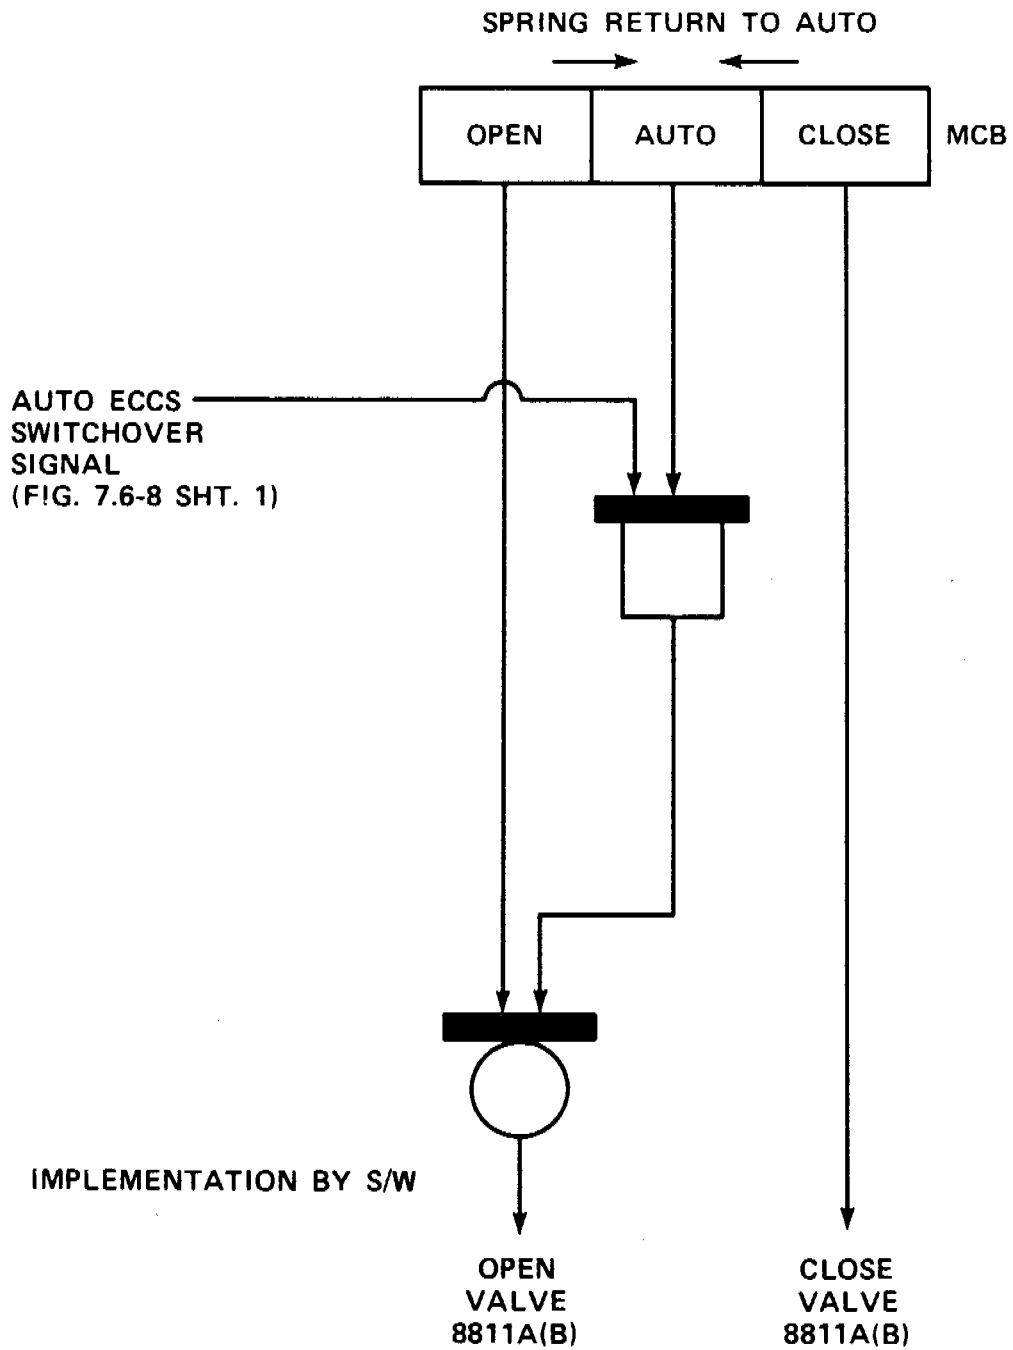 SPRING RETURN TO AUTO
OPEN AUTO CLOSE MCB
AUTO ECCS
SWITCHOVER
SIGNAL
(FIG. 7.6-8 SHT. 1)
IMPLEMENTATION BY S/W
OPEN
VALVE
8811A(B)
CLOSE
VALVE
8811A(B)